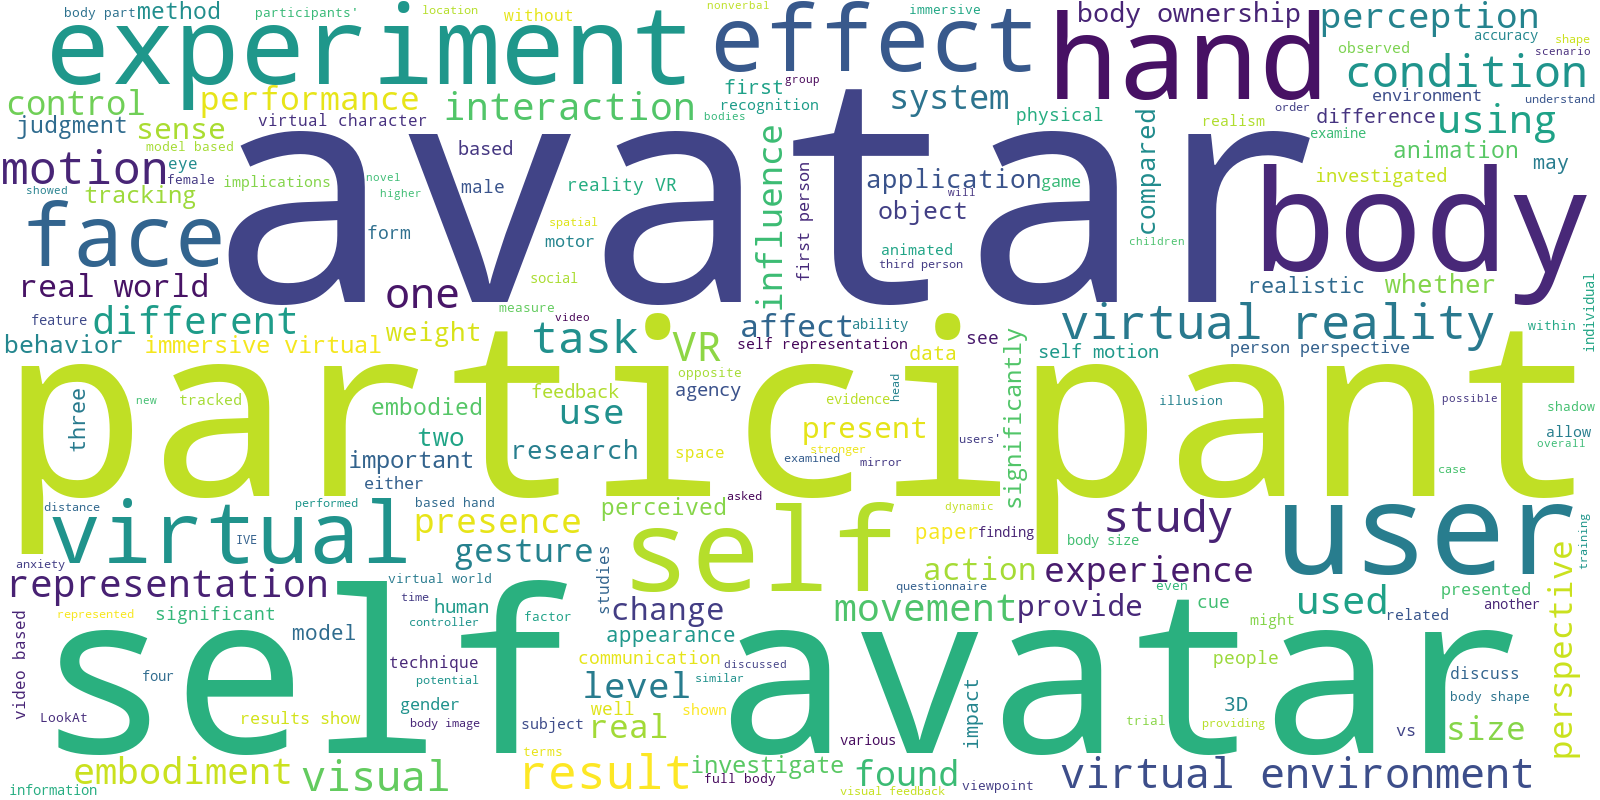 body part
method
participants'
location
without
nonverbal
immersive
body ownership
perception
accuracy
shape
experiment
effect
hand
observed
scenario
condition
control
performance
interaction
first
group
recognition
system
environment
understand
judgment
sense
virtual character
bodies
physical
order
difference
using
model based
based
realism
examine
animation
may
motion
eye
female
implications
novel
higher
male
reality VR
application
will
game
compared
investigated
showed
tracking
avatar
influence
first person
object
body
face
form
spatial
motor
animated
third person
children
real world
one
social
realistic
whether
individual
feature
different
measure
video
weight
task
VR
affect
ability
self representation
data
see
virtual reality
within
behavior
immersive virtual
self motion
person perspective
participant
opposite
agency
head
significantly
three
new
tracked
embodied
feedback
use
evidence
illusion
possible
shadow
allow
overall
two
present
stronger
users'
important
research
space
examined
mirror
case
either
distance
performed
based hand
asked
perceived
dynamic
virtual
IVE
presence
self
paper
finding
study
user
training
gesture
body size
anxiety
representation
virtual world
studies
action
experience
perspective
questionnaire
even
time
human
change
movement
provide
cue
used
presented
another
represented
significant
controller
factor
related
might
video based
model
appearance
self avatar
technique
communication
discussed
people
discuss
four
potential
level
similar
impact
body shape
LookAt
results show
gender
well
shown
3D
body image
subject
real
trial
providing
vs
size
various
terms
embodiment
visual
result
investigate
found
virtual environment
full body
viewpoint
information
visual feedback